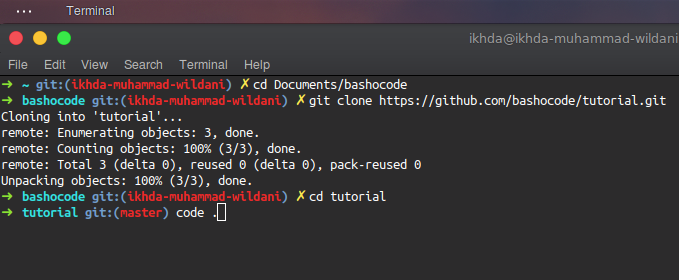 ... Terminal
ikhda@ikhda-muhammad-wildani
File Edit View Search Terminal Help
➜ ~ git:(ikhda-muhammad-wildani) ✗ cd Documents/bashocode
➜ bashocode git:(ikhda-muhammad-wildani) ✗ git clone https://github.com/bashocode/tutorial.git
Cloning into 'tutorial'...
remote: Enumerating objects: 3, done.
remote: Counting objects: 100% (3/3), done.
remote: Total 3 (delta 0), reused 0 (delta 0), pack-reused 0
Unpacking objects: 100% (3/3), done.
➜ bashocode git:(ikhda-muhammad-wildani) ✗ cd tutorial
➜ tutorial git:(master) code .